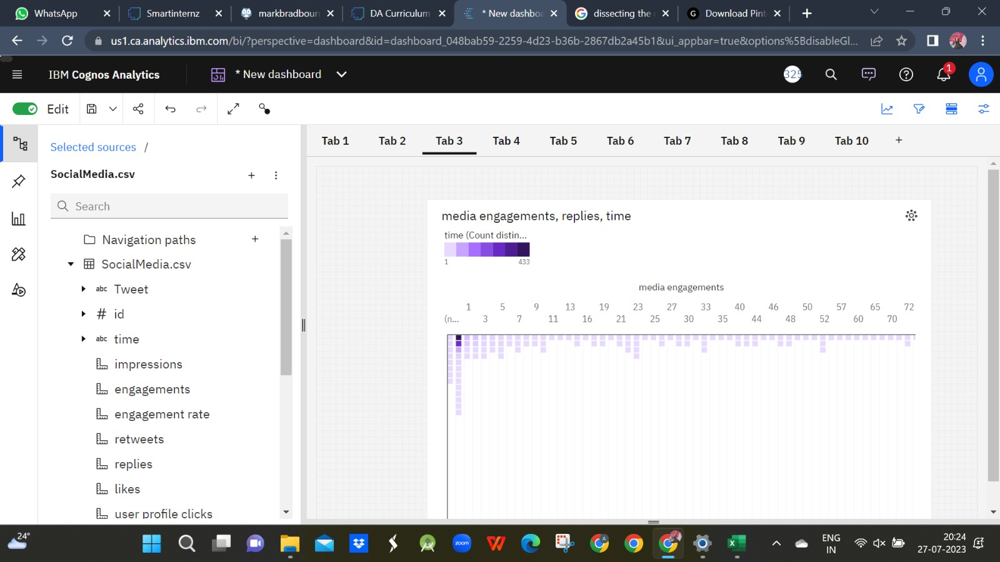 WhatsApp
Smartinternz
markbradbour
DA Curriculum
* New dashboa
dissecting the
Download Pint
us1.ca.analytics.ibm.com/bi/?perspective=dashboard&id=dashboard_048bab59-2259-4d23-b36b-2867db2a45b1&ui_appbar=true&options%5BdisableGl...
IBM Cognos Analytics
* New dashboard
325
1
Edit
Tab 1 Tab 2 Tab 3 Tab 4 Tab 5 Tab 6 Tab 7 Tab 8 Tab 9 Tab 10 +
Selected sources /
SocialMedia.csv
Search
Navigation paths
SocialMedia.csv
abc Tweet
# id
abc time
impressions
engagements
engagement rate
retweets
replies
likes
user profile clicks
media engagements, replies, time
time (Count distin...
1 433
media engagements
1 5 9 13 19 23 27 33 40 46 50 57 65 72
(n... 3 7 11 16 21 25 30 35 44 48 52 60 70
24°
zoom
ENG
IN
20:24
27-07-2023